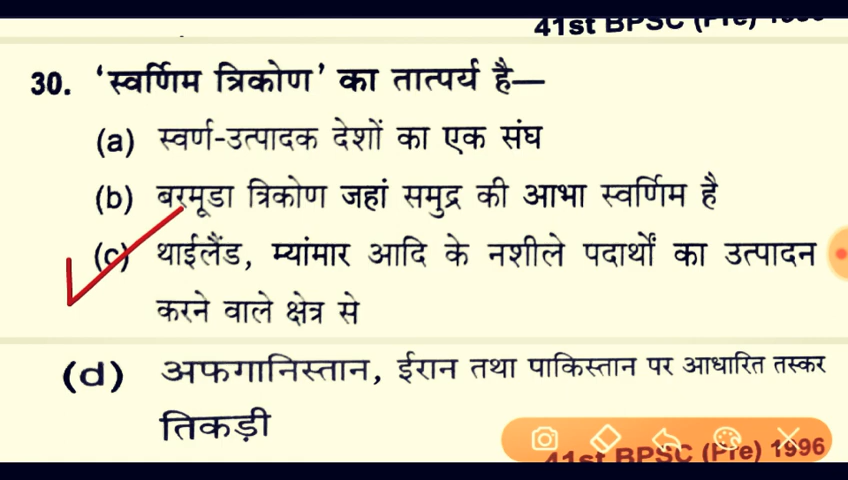 41st BPSC (Pre)
30. ‘स्वर्णिम त्रिकोण’ का तात्पर्य है—
(a) स्वर्ण-उत्पादक देशों का एक संघ
(b) बरमूडा त्रिकोण जहां समुद्र की आभा स्वर्णिम है
(c) थाईलैंड, म्यांमार आदि के नशीले पदार्थों का उत्पादन
करने वाले क्षेत्र से
(d) अफगानिस्तान, ईरान तथा पाकिस्तान पर आधारित तस्कर
तिकड़ी
41st BPSC (Pre) 1996